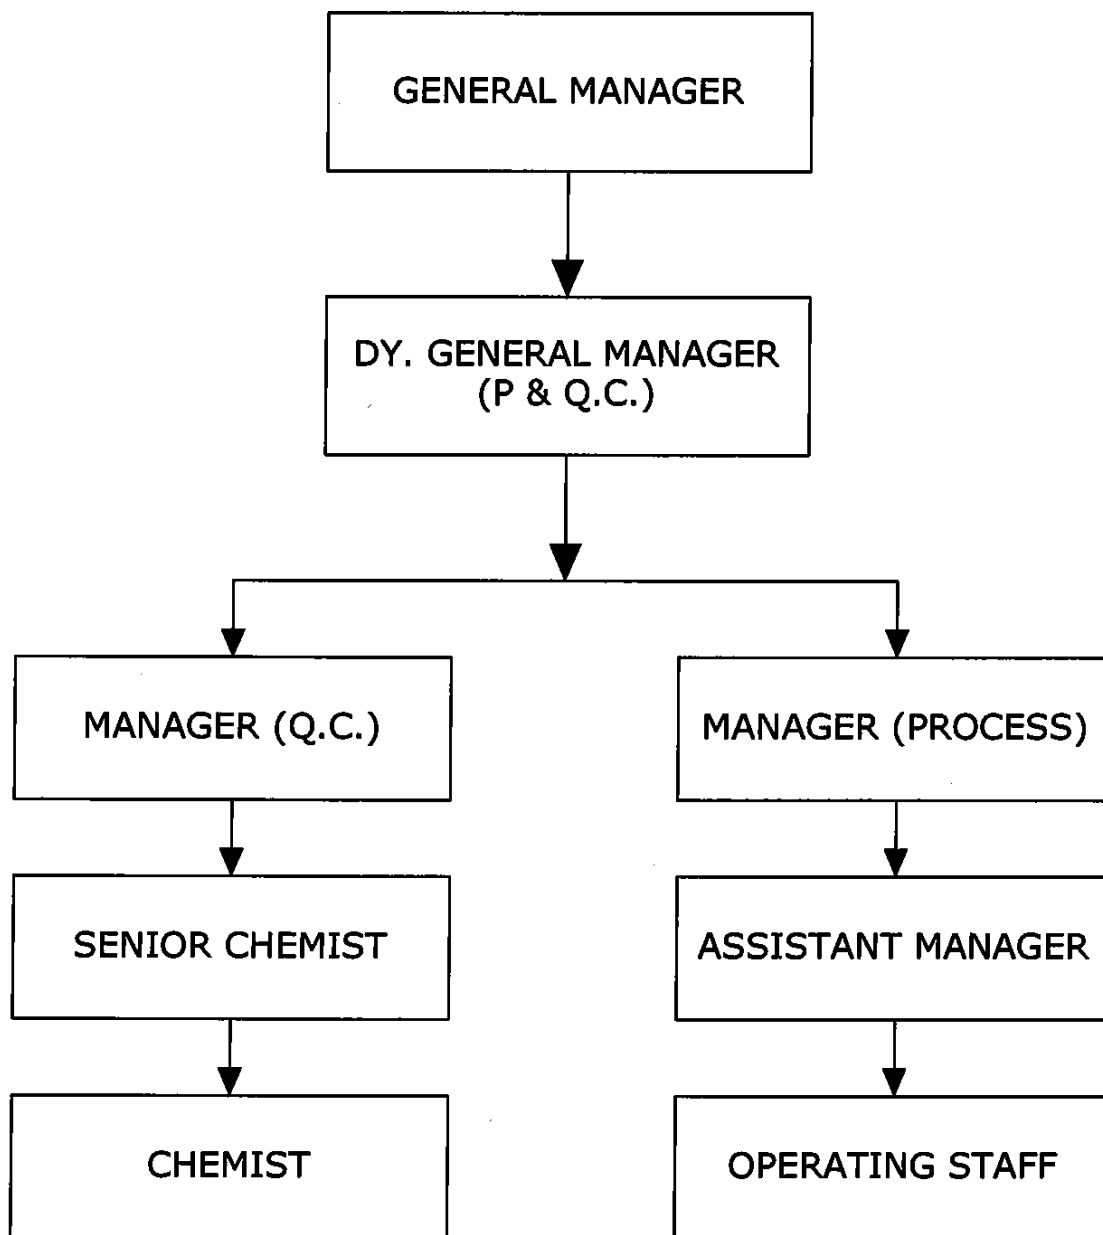 GENERAL MANAGER
DY. GENERAL MANAGER
(P & Q.C.)
MANAGER (Q.C.)
MANAGER (PROCESS)
SENIOR CHEMIST
ASSISTANT MANAGER
CHEMIST
OPERATING STAFF